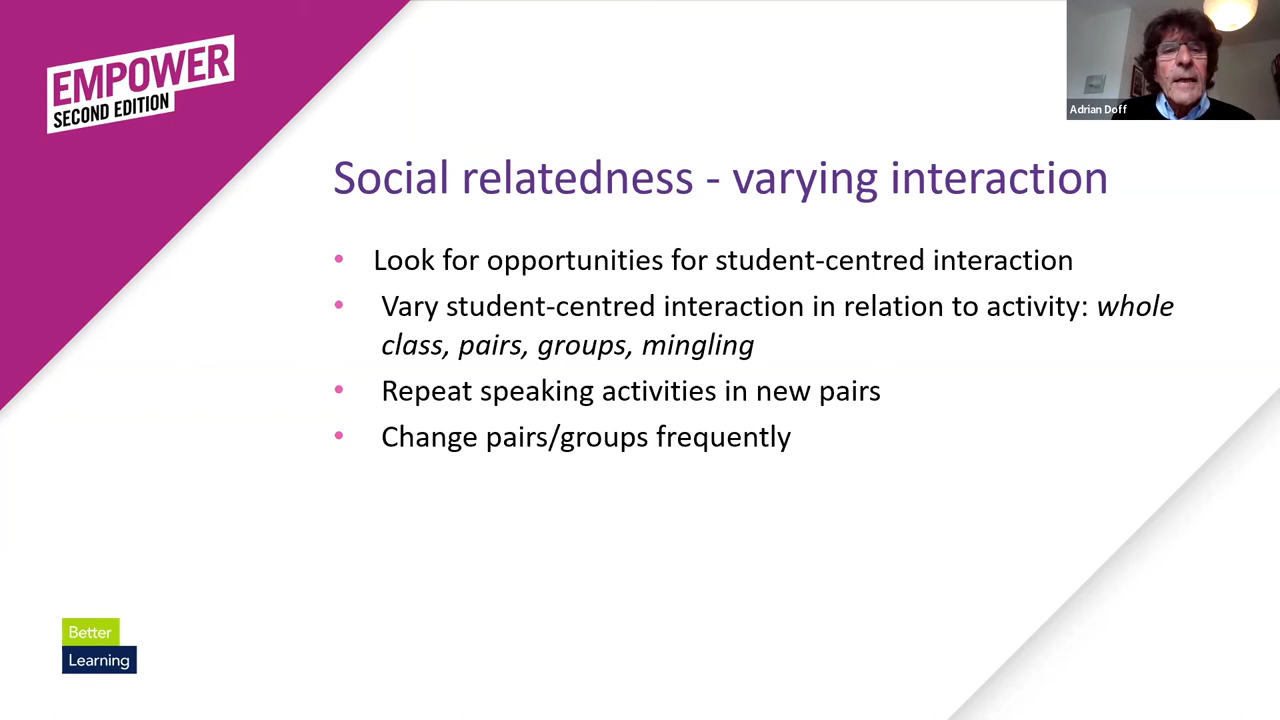 EMPOWER
SECOND EDITION
Adrian Doff
Social relatedness - varying interaction
• Look for opportunities for student-centred interaction
• Vary student-centred interaction in relation to activity: whole
class, pairs, groups, mingling
• Repeat speaking activities in new pairs
• Change pairs/groups frequently
Better
Learning